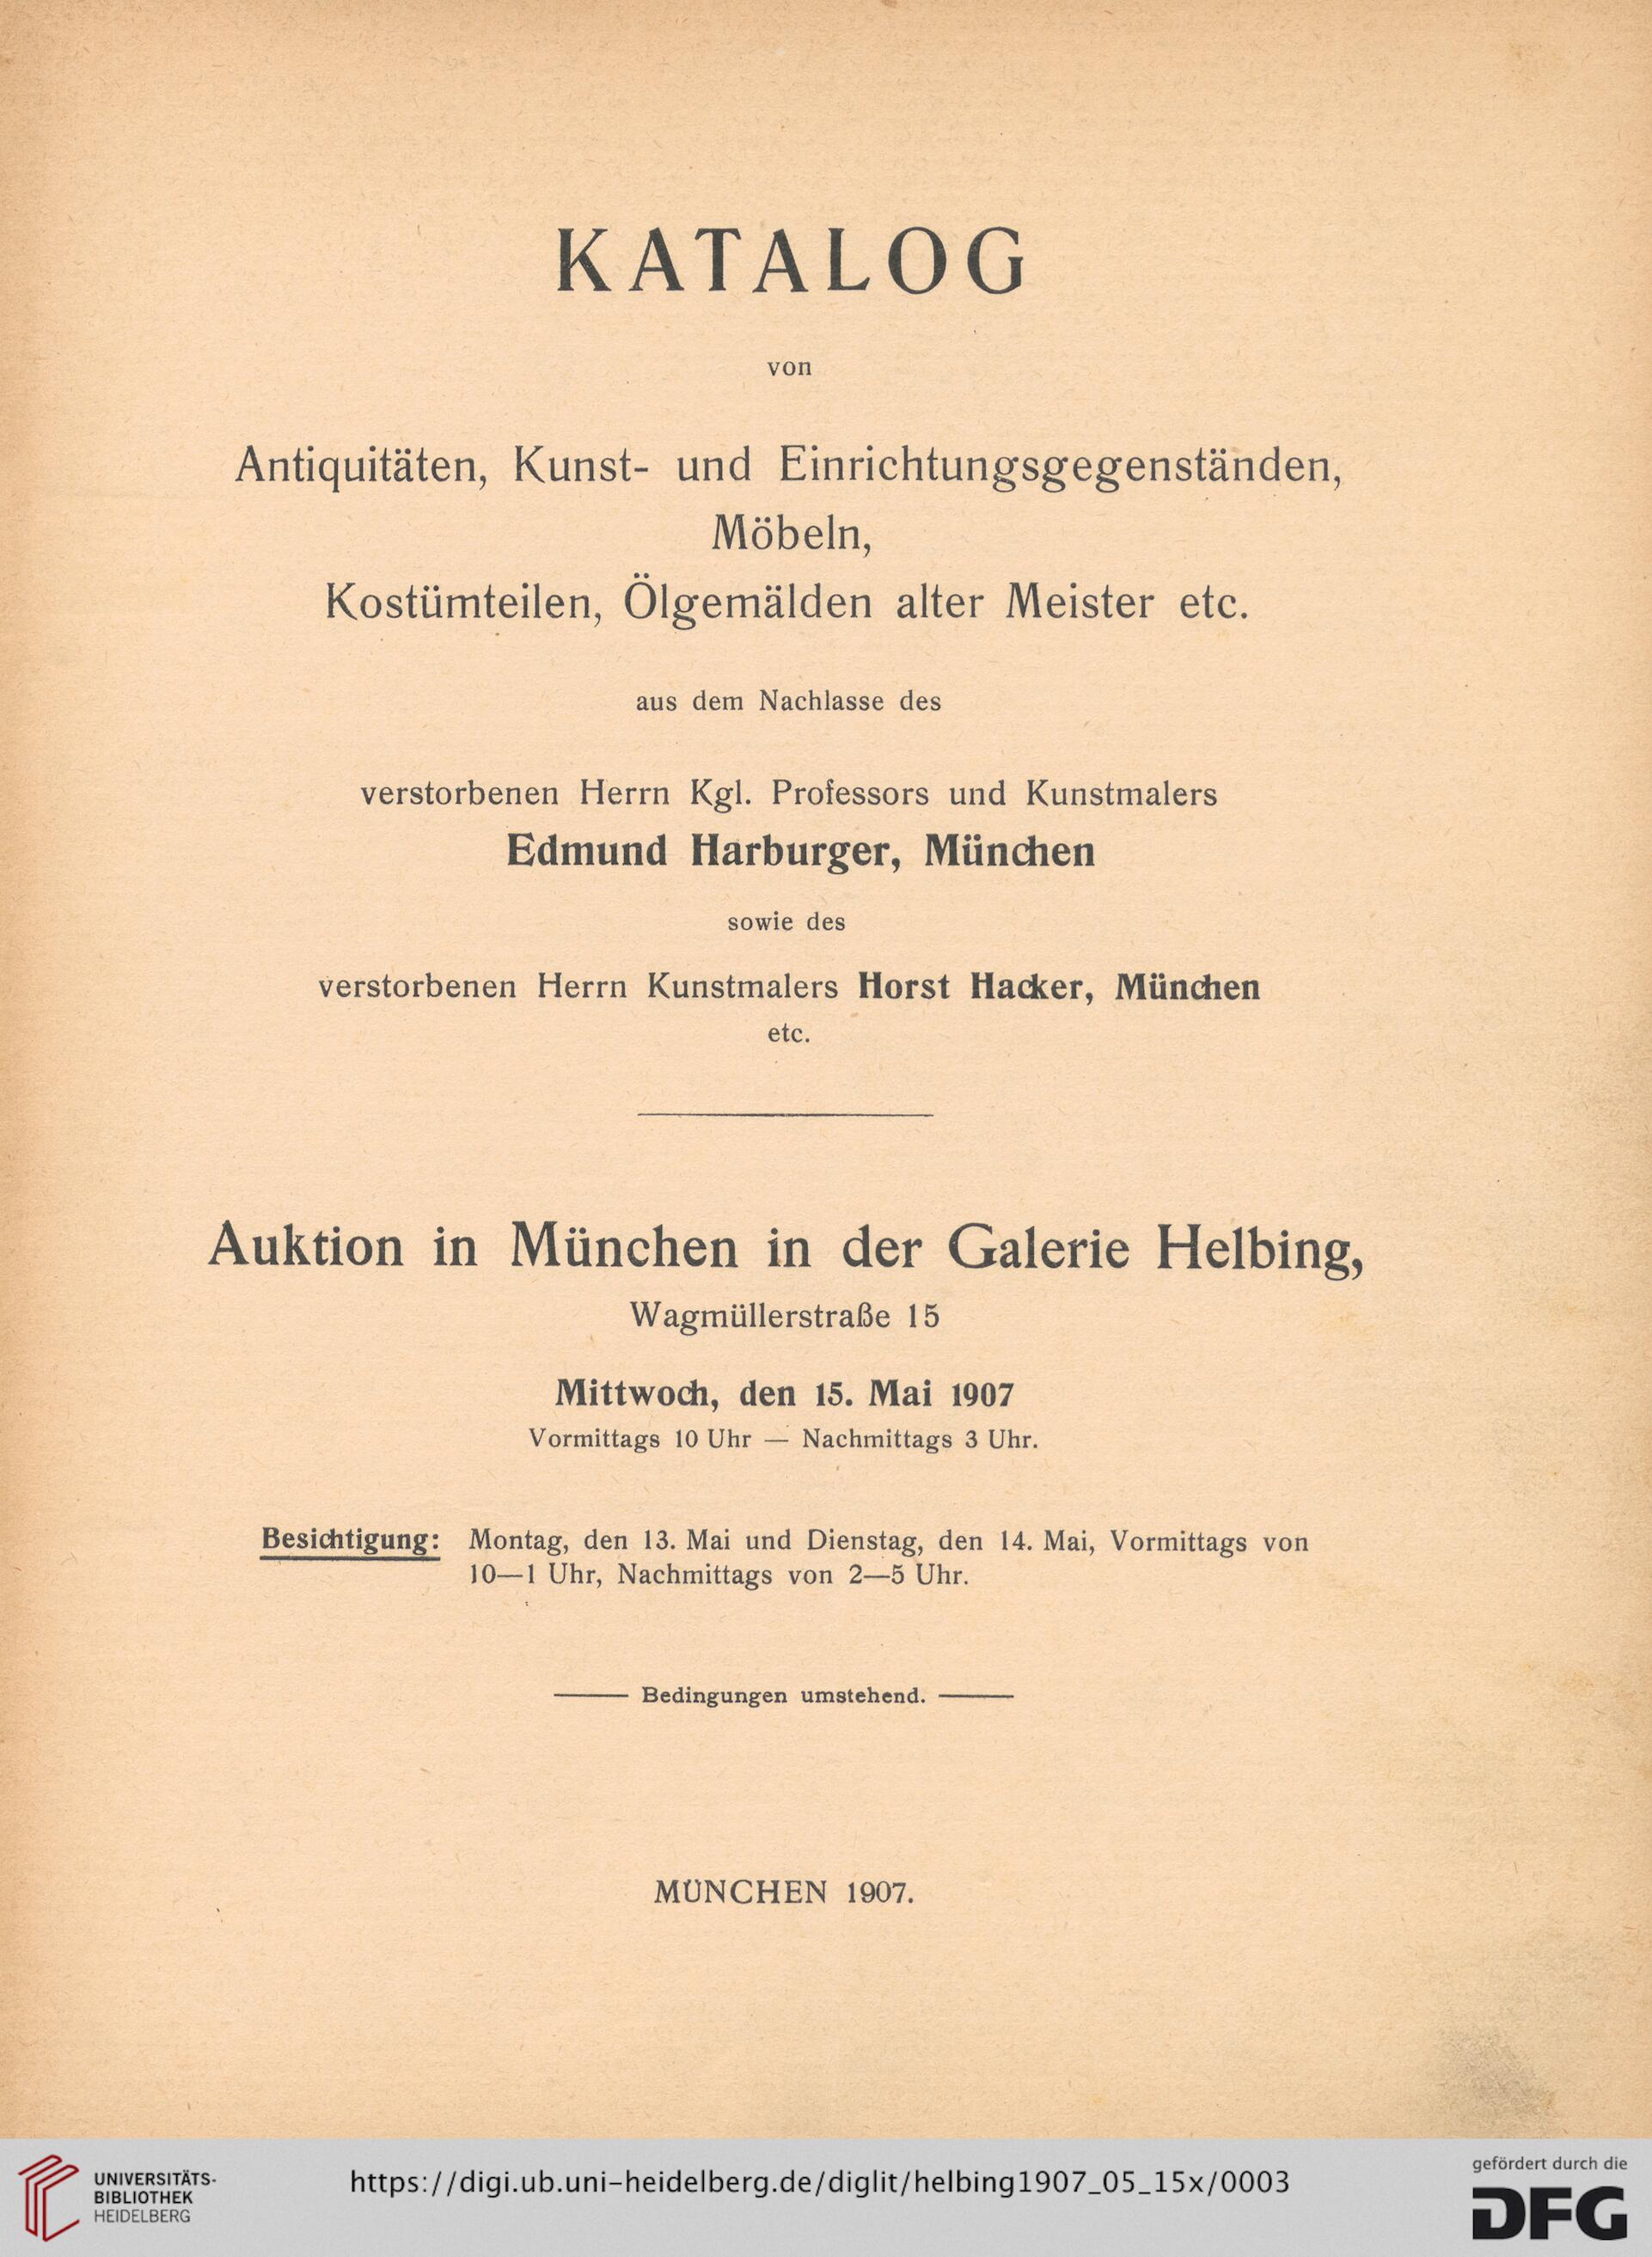 KATALOG
von
Antiquitäten, Kunst- und Einrichtungsgegenständen,
Möbeln,
Kostümteilen, Ölgemälden alter Meister etc.
aus dem Nachlasse des
verstorbenen Herrn Kgl. Professors und Kunstmalers
Edmund Harburger, München
sowie des
verstorbenen Herrn Kunstmalers Horst Hacker, München
etc.
Auktion in München in der Galerie Helbing,
Wagmüllerstraße 15
Mittwoch, den 15. Mai 1907
Vormittags 10 Uhr — Nachmittags 3 Uhr.
Besichtigung: Montag, den 13. Mai und Dienstag, den 14. Mai, Vormittags von
10—1 Uhr, Nachmittags von 2—5 Uhr.
Bedingungen umstehend.
MÜNCHEN 1907.
UNIVERSITÄTS-
BIBLIOTHEK
HEIDELBERG
https://digi.ub.uni-heidelberg.de/diglit/helbing1907_05_15x/0003
gefördert durch die
DFG